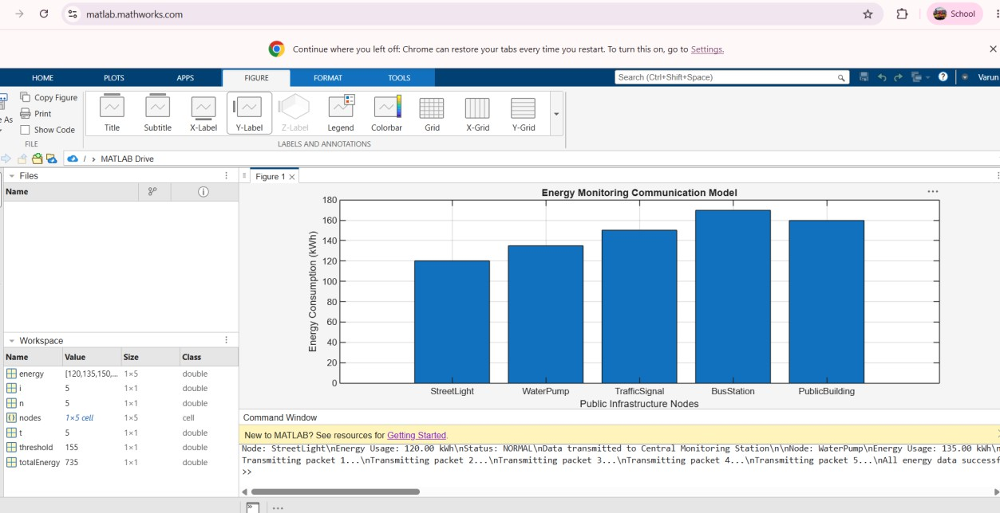 matlab.mathworks.com
School
Continue where you left off: Chrome can restore your tabs every time you restart. To turn this on, go to Settings.
HOME PLOTS APPS FIGURE FORMAT TOOLS Search (Ctrl+Shift+Space) ? Varun
As
Copy Figure
Print
Show Code
FILE
Title Subtitle X-Label Y-Label Z-Label Legend Colorbar Grid X-Grid Y-Grid
LABELS AND ANNOTATIONS
/ > MATLAB Drive
Files
Name
Figure 1
Energy Monitoring Communication Model
Energy Consumption (kWh)
180
160
140
120
100
80
60
40
20
0
StreetLight WaterPump TrafficSignal BusStation PublicBuilding
Public Infrastructure Nodes
Workspace
Name Value Size Class
energy [120,135,150,... 1×5 double
i 5 1×1 double
n 5 1×1 double
nodes 1×5 cell 1×5 cell
t 5 1×1 double
threshold 155 1×1 double
totalEnergy 735 1×1 double
Command Window
New to MATLAB? See resources for Getting Started.
Node: StreetLight\nEnergy Usage: 120.00 kWh\nStatus: NORMAL\nData transmitted to Central Monitoring Station\n\nNode: WaterPump\nEnergy Usage: 135.00 kWh\n
Transmitting packet 1...\nTransmitting packet 2...\nTransmitting packet 3...\nTransmitting packet 4...\nTransmitting packet 5...\nAll energy data successf
>>